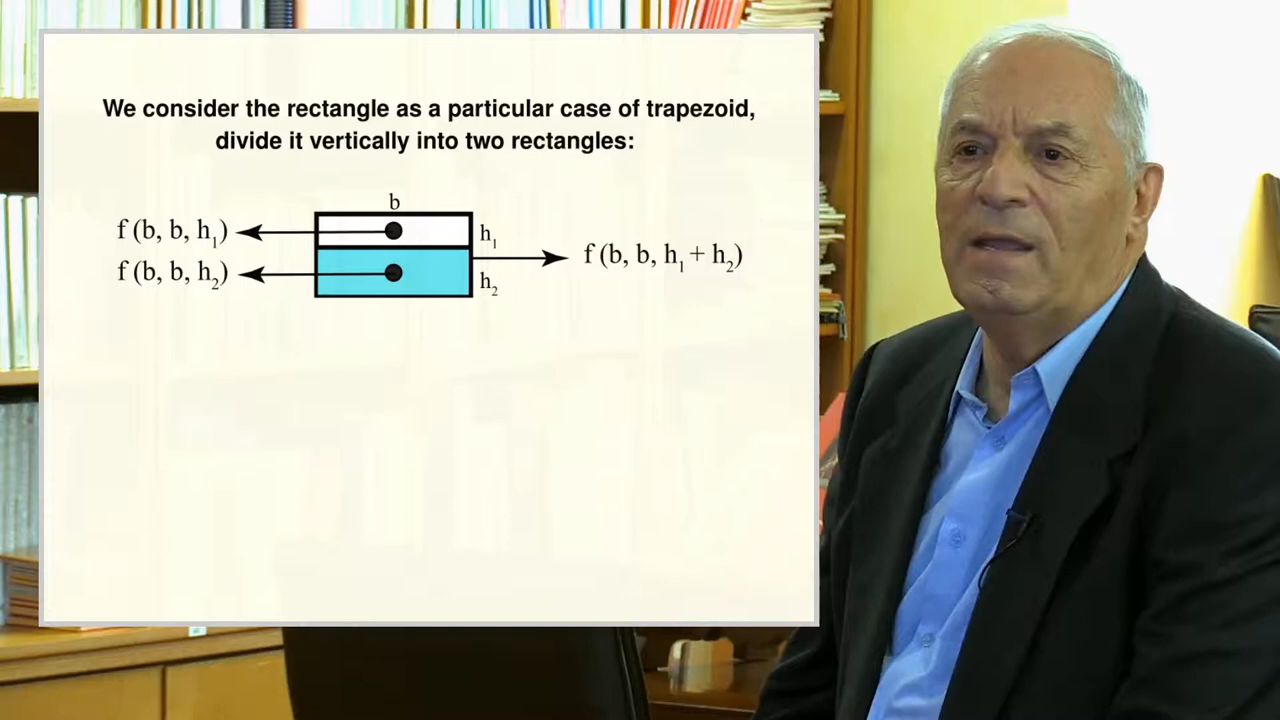 We consider the rectangle as a particular case of trapezoid,
divide it vertically into two rectangles:
b
f (b, b, h₁)
h₁
f (b, b, h₁ + h₂)
f (b, b, h₂)
h₂